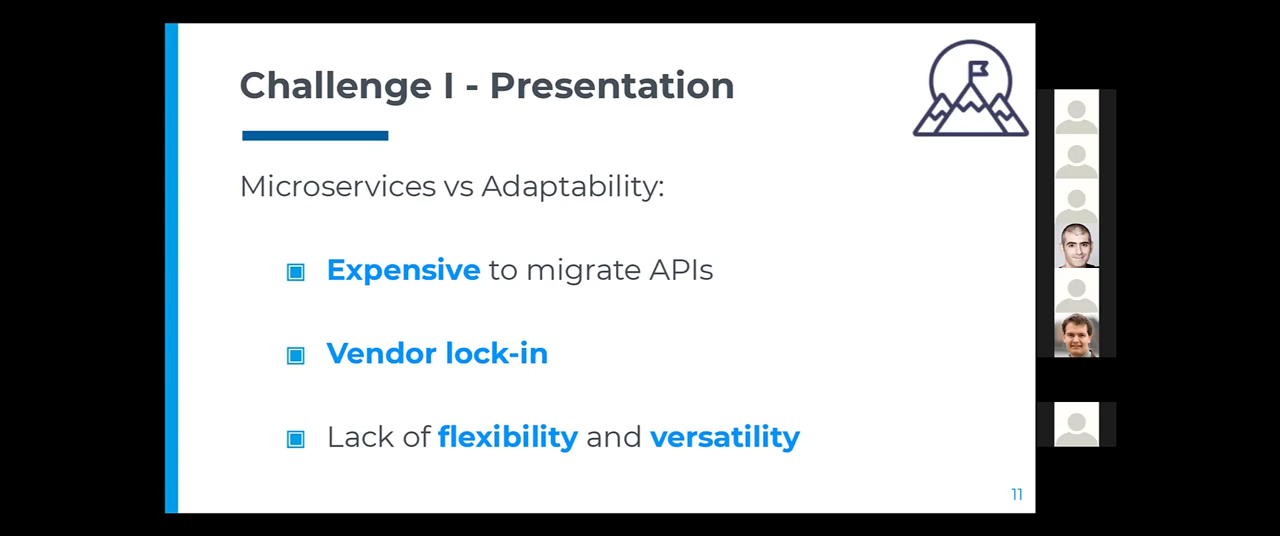 Challenge I - Presentation
Microservices vs Adaptability:
Expensive to migrate APIs
Vendor lock-in
Lack of flexibility and versatility
11